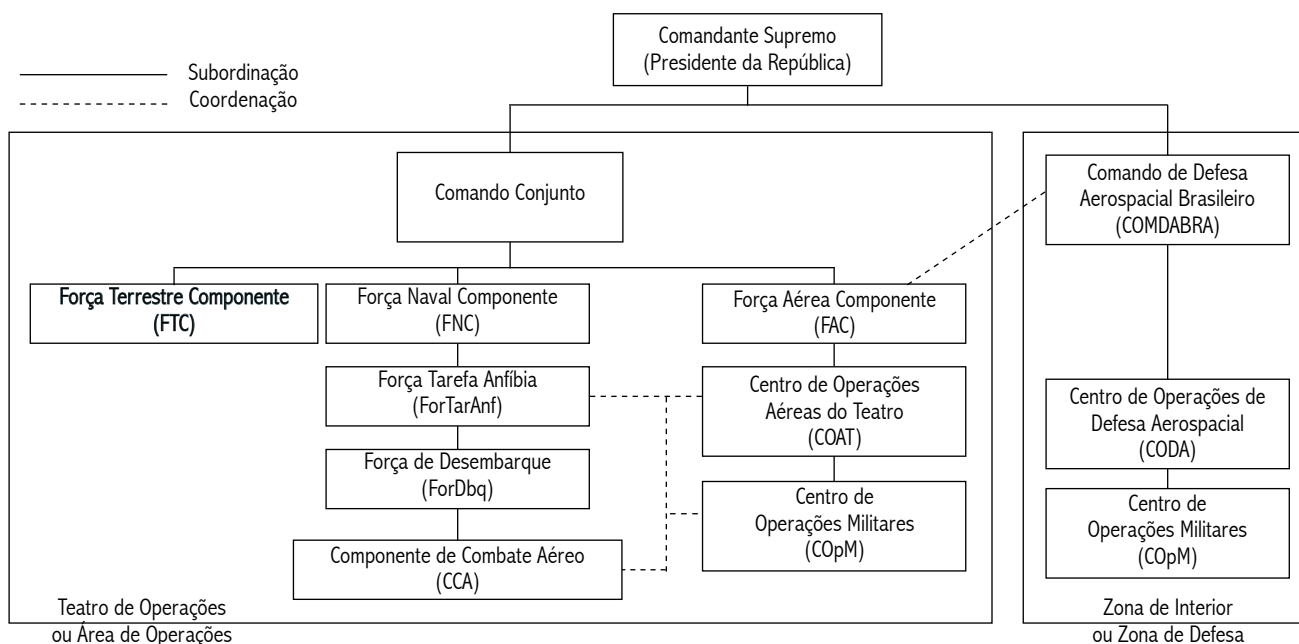 Comandante Supremo
(Presidente da República)
Subordinação
Coordenação
Comando Conjunto
Comando de Defesa
Aerospacial Brasileiro
(COMDABRA)
Força Terrestre Componente
(FTC)
Força Naval Componente
(FNC)
Força Aérea Componente
(FAC)
Força Tarefa Anfíbia
(ForTarAnf)
Centro de Operações
Aéreas do Teatro
(COAT)
Centro de Operações de
Defesa Aerospacial
(CODA)
Força de Desembarque
(ForDbq)
Centro de
Operações Militares
(COpM)
Centro de
Operações Militares
(COpM)
Componente de Combate Aéreo
(CCA)
Teatro de Operações
ou Área de Operações
Zona de Interior
ou Zona de Defesa